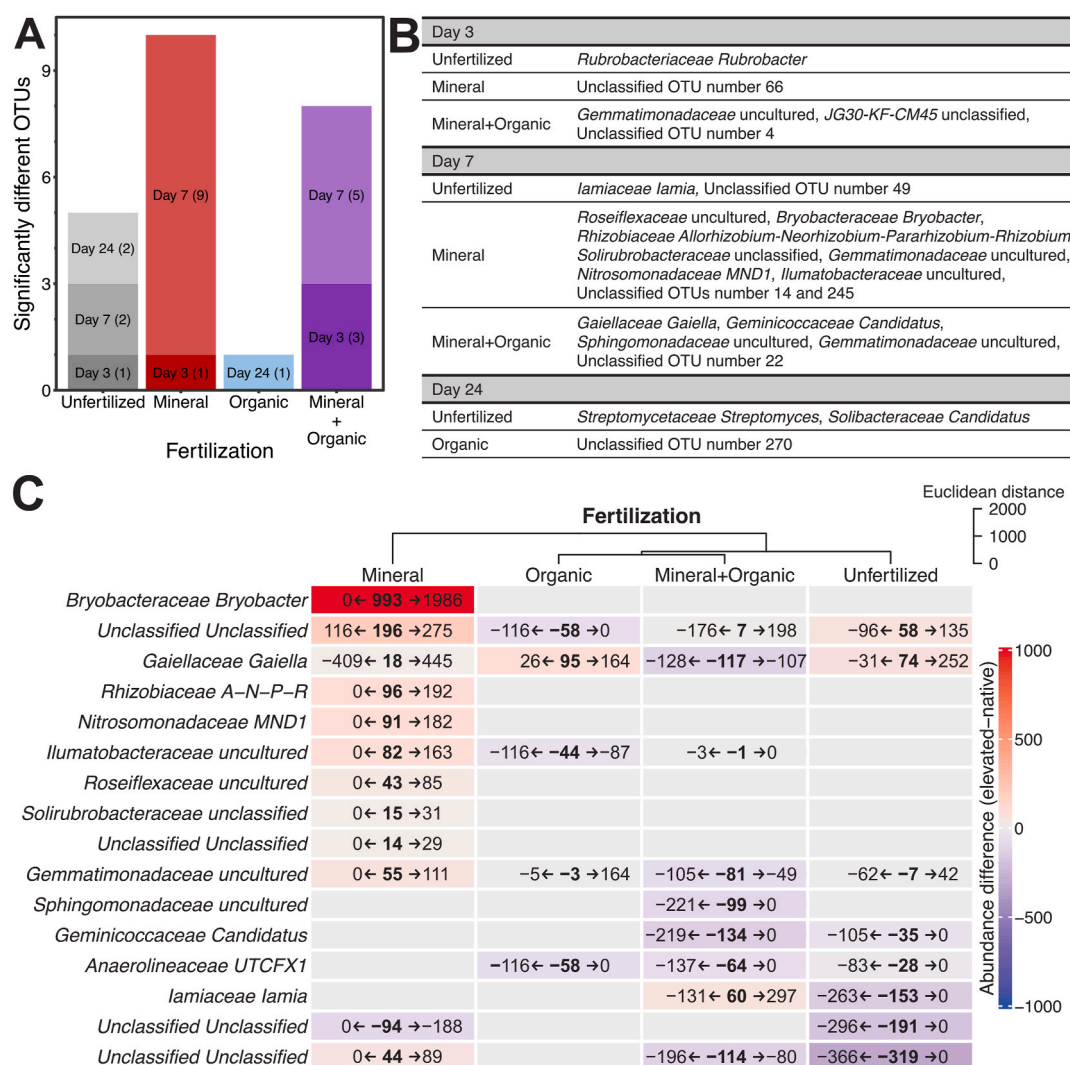 A
Significantly different OTUs
9
6
3
0
Day 24 (2)
Day 7 (2)
Day 3 (1)
Day 7 (9)
Day 3 (1)
Day 24 (1)
Day 7 (5)
Day 3 (3)
Unfertilized
Mineral
Organic
Mineral
+
Organic
Fertilization
B
Day 3
Unfertilized Rubrobacteriaceae Rubrobacter
Mineral Unclassified OTU number 66
Mineral+Organic Gemmatimonadaceae uncultured, JG30-KF-CM45 unclassified,
Unclassified OTU number 4
Day 7
Unfertilized Iamiaceae Iamia, Unclassified OTU number 49
Mineral Roseiflexaceae uncultured, Bryobacteraceae Bryobacter,
Rhizobiaceae Allorhizobium-Neorhizobium-Pararhizobium-Rhizobium
Solirubrobacteraceae unclassified, Gemmatimonadaceae uncultured,
Nitrosomonadaceae MND1, Ilumatobacteraceae uncultured,
Unclassified OTUs number 14 and 245
Mineral+Organic Gaiellaceae Gaiella, Geminicoccaceae Candidatus,
Sphingomonadaceae uncultured, Gemmatimonadaceae uncultured,
Unclassified OTU number 22
Day 24
Unfertilized Streptomycetaceae Streptomyces, Solibacteraceae Candidatus
Organic Unclassified OTU number 270
C
Euclidean distance
2000
1000
0
Fertilization
Mineral Organic Mineral+Organic Unfertilized
Bryobacteraceae Bryobacter 0← 993 →1986
Unclassified Unclassified 116← 196 →275 −116← −58 →0 −176← 7 →198 −96← 58 →135
Gaiellaceae Gaiella −409← 18 →445 26← 95 →164 −128← −117 →−107 −31← 74 →252
Rhizobiaceae A−N−P−R 0← 96 →192
Nitrosomonadaceae MND1 0← 91 →182
Ilumatobacteraceae uncultured 0← 82 →163 −116← −44 →−87 −3← −1 →0
Roseiflexaceae uncultured 0← 43 →85
Solirubrobacteraceae unclassified 0← 15 →31
Unclassified Unclassified 0← 14 →29
Gemmatimonadaceae uncultured 0← 55 →111 −5← −3 →164 −105← −81 →−49 −62← −7 →42
Sphingomonadaceae uncultured −221← −99 →0
Geminicoccaceae Candidatus −219← −134 →0 −105← −35 →0
Anaerolineaceae UTCFX1 −116← −58 →0 −137← −64 →0 −83← −28 →0
Iamiaceae Iamia −131← 60 →297 −263← −153 →0
Unclassified Unclassified 0← −94 →−188 −296← −191 →0
Unclassified Unclassified 0← 44 →89 −196← −114 →−80 −366← −319 →0
Abundance difference (elevated−native)
1000
500
0
−500
−1000